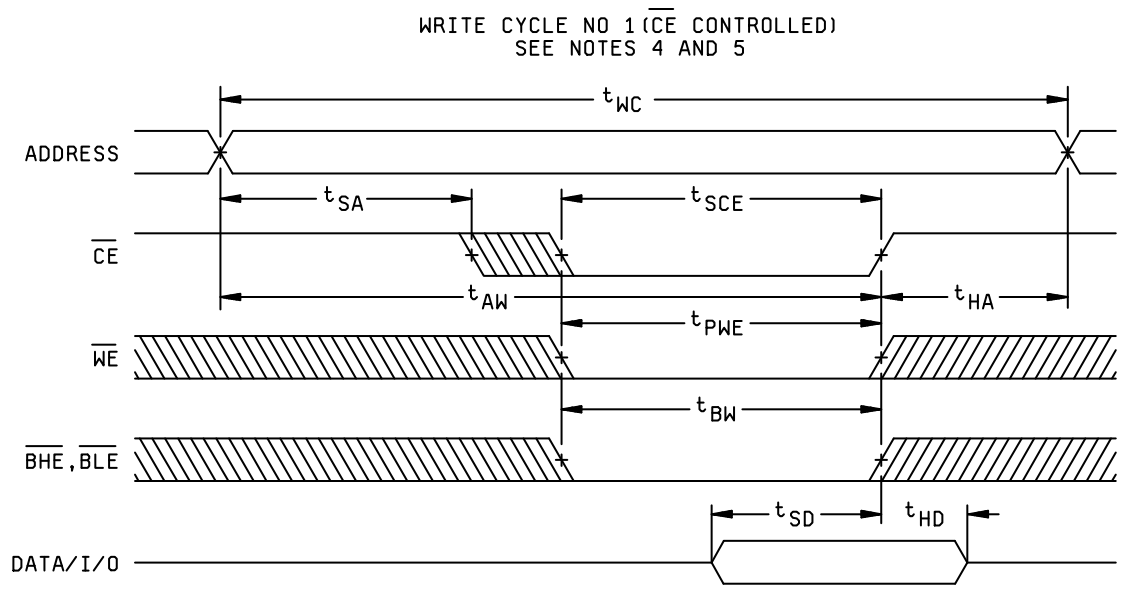 WRITE CYCLE NO 1 (CE CONTROLLED)
SEE NOTES 4 AND 5
tWC
ADDRESS
tSA
tSCE
CE
tAW
tHA
tPWE
WE
tBW
BHE,BLE
tSD
tHD
DATA/I/O